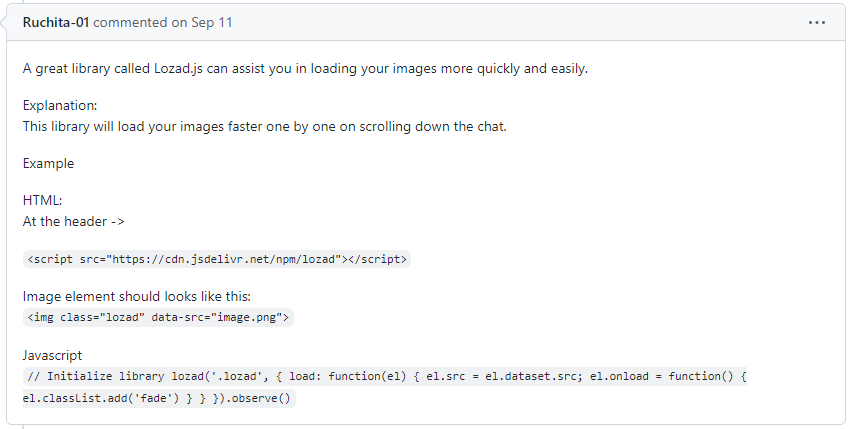 Ruchita-01 commented on Sep 11
A great library called Lozad.js can assist you in loading your images more quickly and easily.
Explanation:
This library will load your images faster one by one on scrolling down the chat.
Example
HTML:
At the header ->
<script src="https://cdn.jsdelivr.net/npm/lozad"></script>
Image element should looks like this:
<img class="lozad" data-src="image.png">
Javascript
// Initialize library lozad('.lozad', { load: function(el) { el.src = el.dataset.src; el.onload = function() {
el.classList.add('fade') } } }).observe()